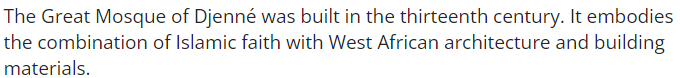 The Great Mosque of Djenné was built in the thirteenth century. It embodies
the combination of Islamic faith with West African architecture and building
materials.